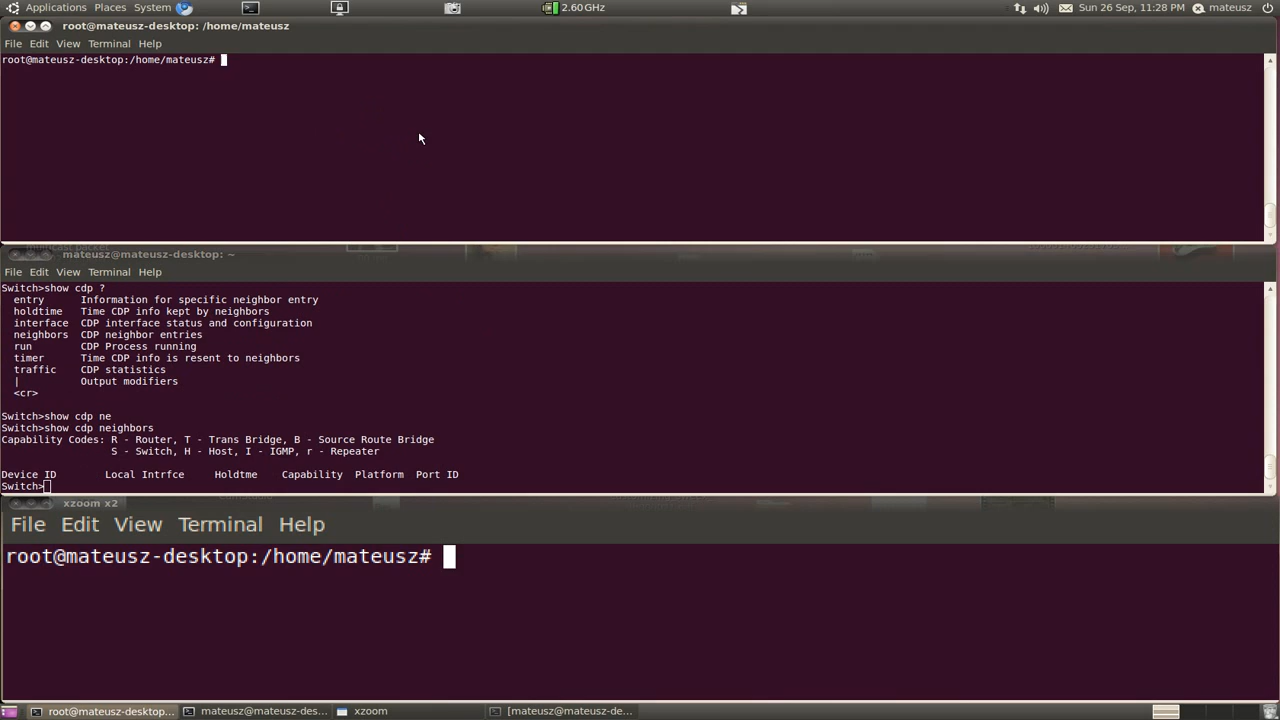 Applications Places System 2.60 GHz Sun 26 Sep, 11:28 PM mateusz
root@mateusz-desktop: /home/mateusz
File Edit View Terminal Help
root@mateusz-desktop:/home/mateusz#
mateusz@mateusz-desktop: ~
File Edit View Terminal Help
Switch>show cdp ?
entry Information for specific neighbor entry
holdtime Time CDP info kept by neighbors
interface CDP interface status and configuration
neighbors CDP neighbor entries
run CDP Process running
timer Time CDP info is resent to neighbors
traffic CDP statistics
| Output modifiers
<cr>
Switch>show cdp ne
Switch>show cdp neighbors
Capability Codes: R - Router, T - Trans Bridge, B - Source Route Bridge
S - Switch, H - Host, I - IGMP, r - Repeater
Device ID Local Intrfce Holdtme Capability Platform Port ID
Switch>
xzoom x2
File Edit View Terminal Help
root@mateusz-desktop:/home/mateusz#
root@mateusz-desktop... mateusz@mateusz-des... xzoom [mateusz@mateusz-de...